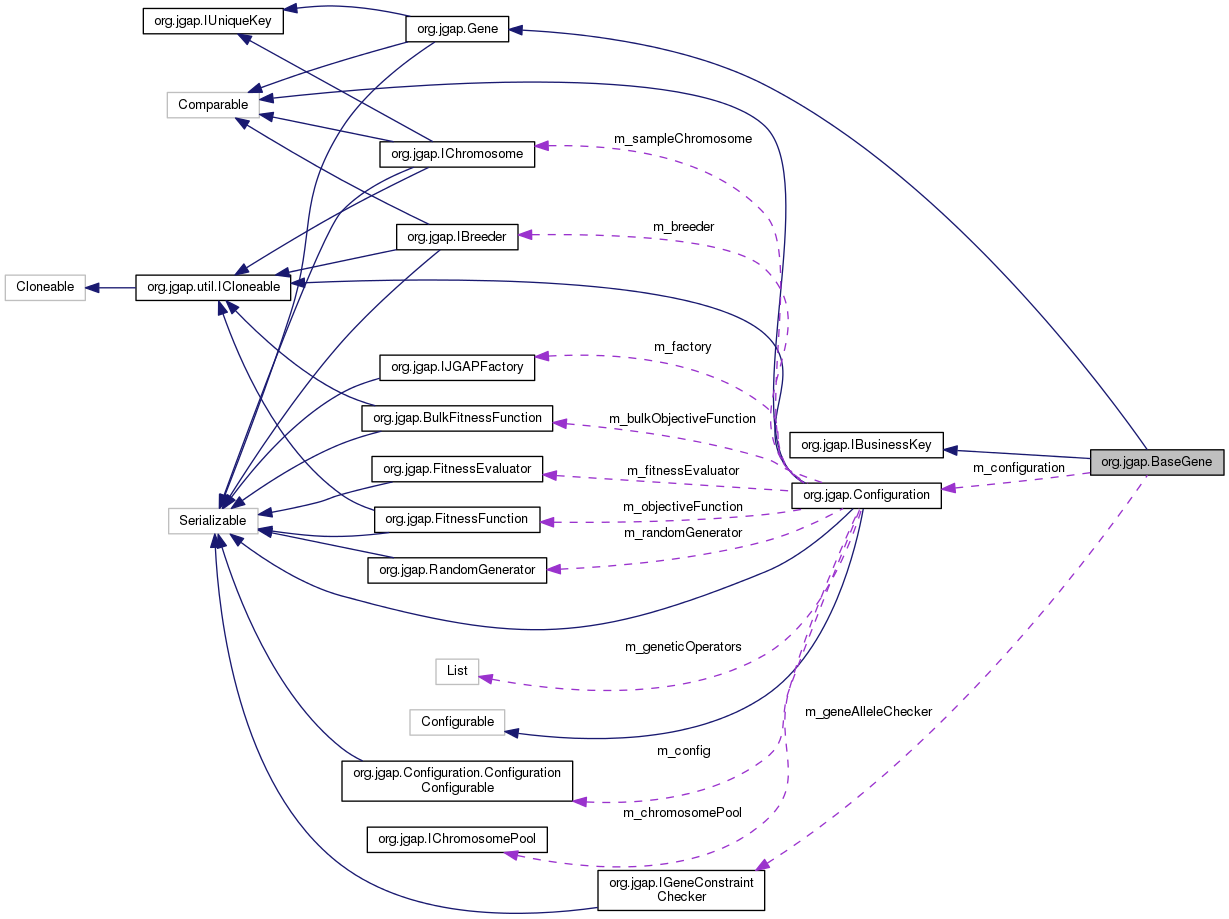 org.jgap.IUniqueKey
org.jgap.Gene
Comparable
m_sampleChromosome
org.jgap.IChromosome
m_breeder
org.jgap.IBreeder
Cloneable
org.jgap.util.ICloneable
m_factory
org.jgap.IJGAPFactory
m_bulkObjectiveFunction
org.jgap.BulkFitnessFunction
org.jgap.IBusinessKey
org.jgap.BaseGene
m_configuration
m_fitnessEvaluator
org.jgap.FitnessEvaluator
org.jgap.Configuration
m_objectiveFunction
Serializable
org.jgap.FitnessFunction
m_randomGenerator
org.jgap.RandomGenerator
m_geneticOperators
List
m_geneAlleleChecker
Configurable
m_config
org.jgap.Configuration.Configuration
Configurable
m_chromosomePool
org.jgap.IChromosomePool
org.jgap.IGeneConstraint
Checker